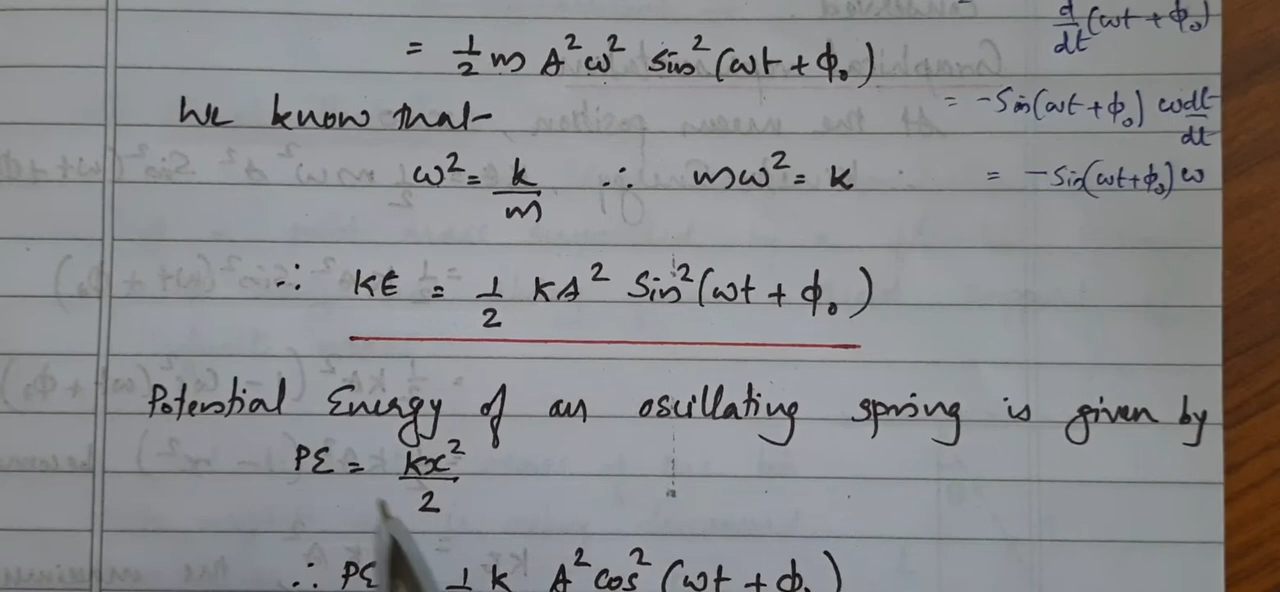 d/dt (ωt + φ₀)
= 1/2 m A² ω² Sin² (ωt + φ₀)
= -Sin(ωt + φ₀) ωdt/dt
We know that-
ω² = k/m ∴ mω² = K
= -Sin(ωt+φ₀) ω
∴ KE = 1/2 KA² Sin² (ωt + φ₀)
Potential Energy of an oscillating spring is given by
PE = kx²/2
∴ PE 1/2 k A² cos² (ωt + φ₀)